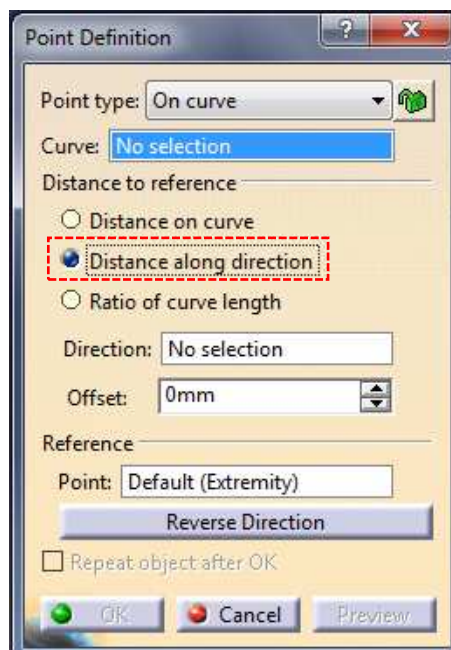 Point Definition
?
X
Point type: On curve
Curve: No selection
Distance to reference
Distance on curve
Distance along direction
Ratio of curve length
Direction: No selection
Offset: 0mm
Reference
Point: Default (Extremity)
Reverse Direction
Repeat object after OK
OK Cancel Preview